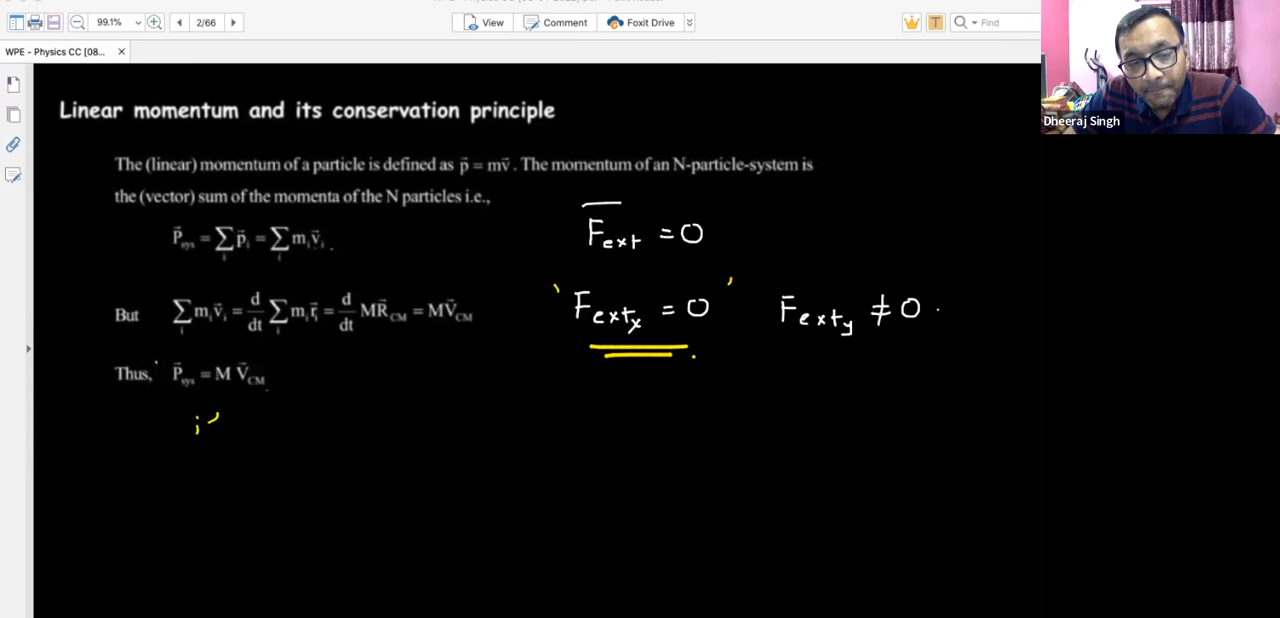 99.1%
2/66
View
Comment
Foxit Drive
T
Find
WPE - Physics CC [08... ×
Dheeraj Singh
Linear momentum and its conservation principle
The (linear) momentum of a particle is defined as p⃗ = mv⃗ . The momentum of an N-particle-system is
the (vector) sum of the momenta of the N particles i.e.,
P⃗sys = ∑i p⃗i = ∑i miv⃗i .
But ∑i miv⃗i = d/dt ∑i mir⃗i = d/dt MR⃗CM = MV⃗CM
Thus, P⃗sys = M V⃗CM
F⃗ext = 0
' Fextx = 0 ' Fexty ≠ 0 .